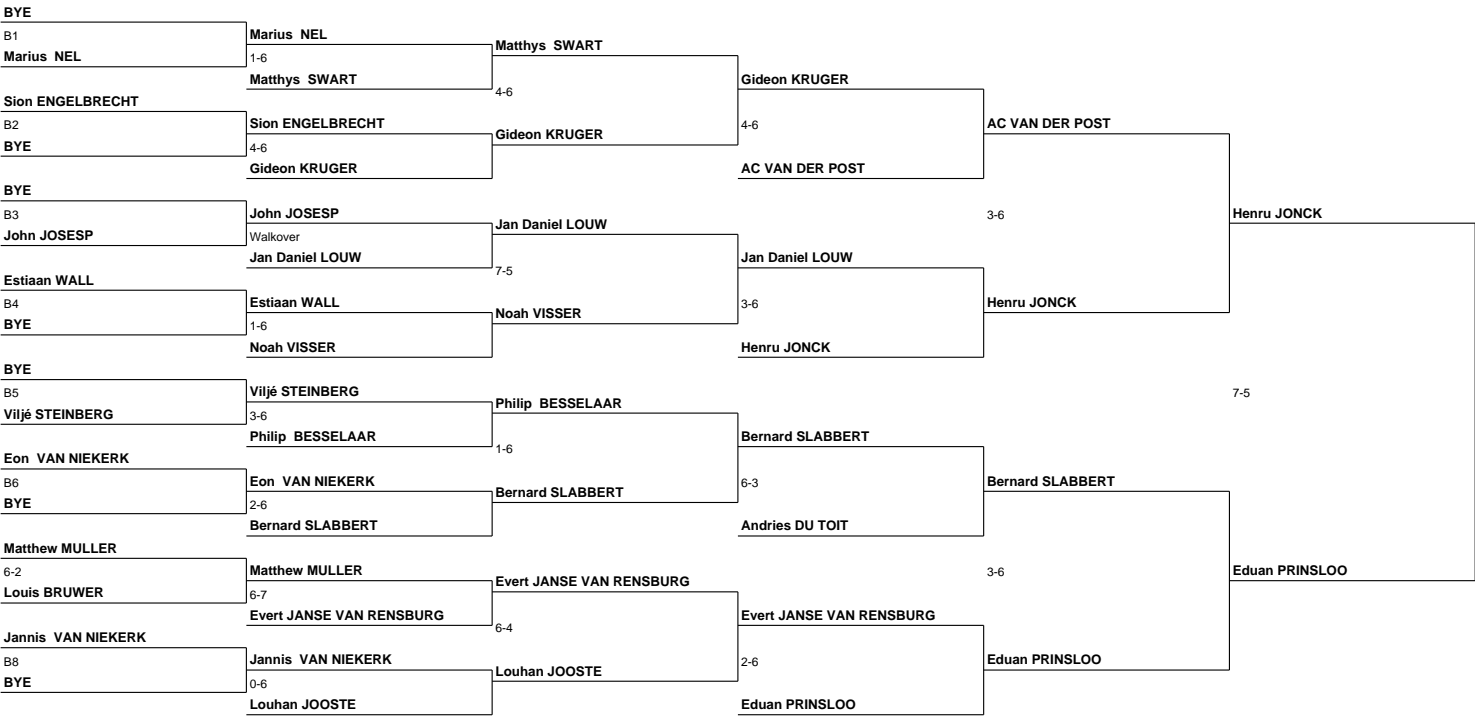 BYE
B1
Marius NEL
Sion ENGELBRECHT
B2
BYE
BYE
B3
John JOSESP
Estiaan WALL
B4
BYE
BYE
B5
Viljé STEINBERG
Eon VAN NIEKERK
B6
BYE
Matthew MULLER
6-2
Louis BRUWER
Jannis VAN NIEKERK
B8
BYE
Marius NEL
1-6
Matthys SWART
Sion ENGELBRECHT
4-6
Gideon KRUGER
John JOSESP
Walkover
Jan Daniel LOUW
Estiaan WALL
1-6
Noah VISSER
Viljé STEINBERG
3-6
Philip BESSELAAR
Eon VAN NIEKERK
2-6
Bernard SLABBERT
Matthew MULLER
6-7
Evert JANSE VAN RENSBURG
Jannis VAN NIEKERK
0-6
Louhan JOOSTE
Matthys SWART
4-6
Gideon KRUGER
Jan Daniel LOUW
7-5
Noah VISSER
Philip BESSELAAR
1-6
Bernard SLABBERT
Evert JANSE VAN RENSBURG
6-4
Louhan JOOSTE
Gideon KRUGER
4-6
AC VAN DER POST
Jan Daniel LOUW
3-6
Henru JONCK
Bernard SLABBERT
6-3
Andries DU TOIT
Evert JANSE VAN RENSBURG
2-6
Eduan PRINSLOO
AC VAN DER POST
3-6
Henru JONCK
Bernard SLABBERT
3-6
Eduan PRINSLOO
Henru JONCK
7-5
Eduan PRINSLOO